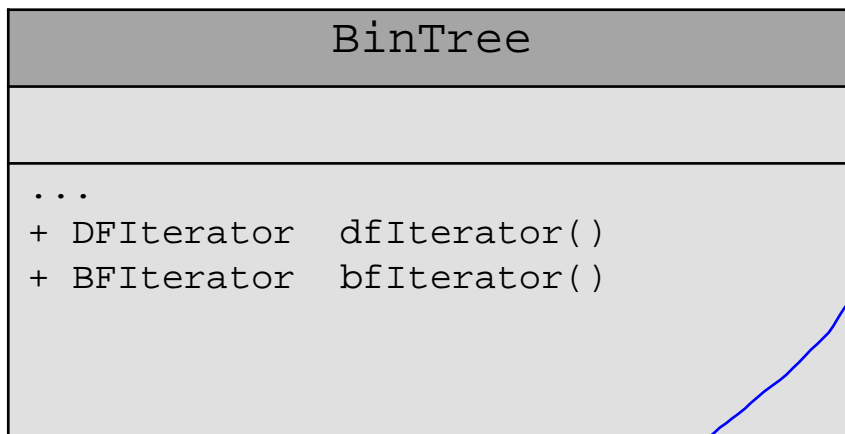 BinTree
...
+ DFIterator dfIterator()
+ BFIterator bfIterator()